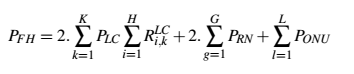 P_{FH} = 2. \sum_{k=1}^{K} P_{LC} \sum_{i=1}^{H} R_{i,k}^{LC} + 2. \sum_{g=1}^{G} P_{RN} + \sum_{l=1}^{L} P_{ONU}